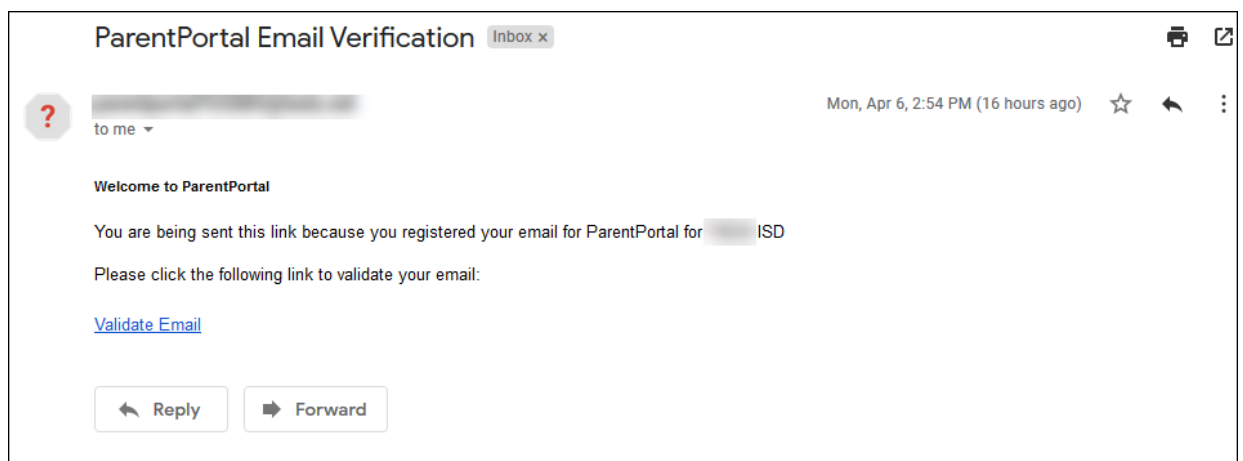 ParentPortal Email Verification Inbox x
Mon, Apr 6, 2:54 PM (16 hours ago)
?
to me
Welcome to ParentPortal
You are being sent this link because you registered your email for ParentPortal for ISD
Please click the following link to validate your email:
Validate Email
Reply Forward